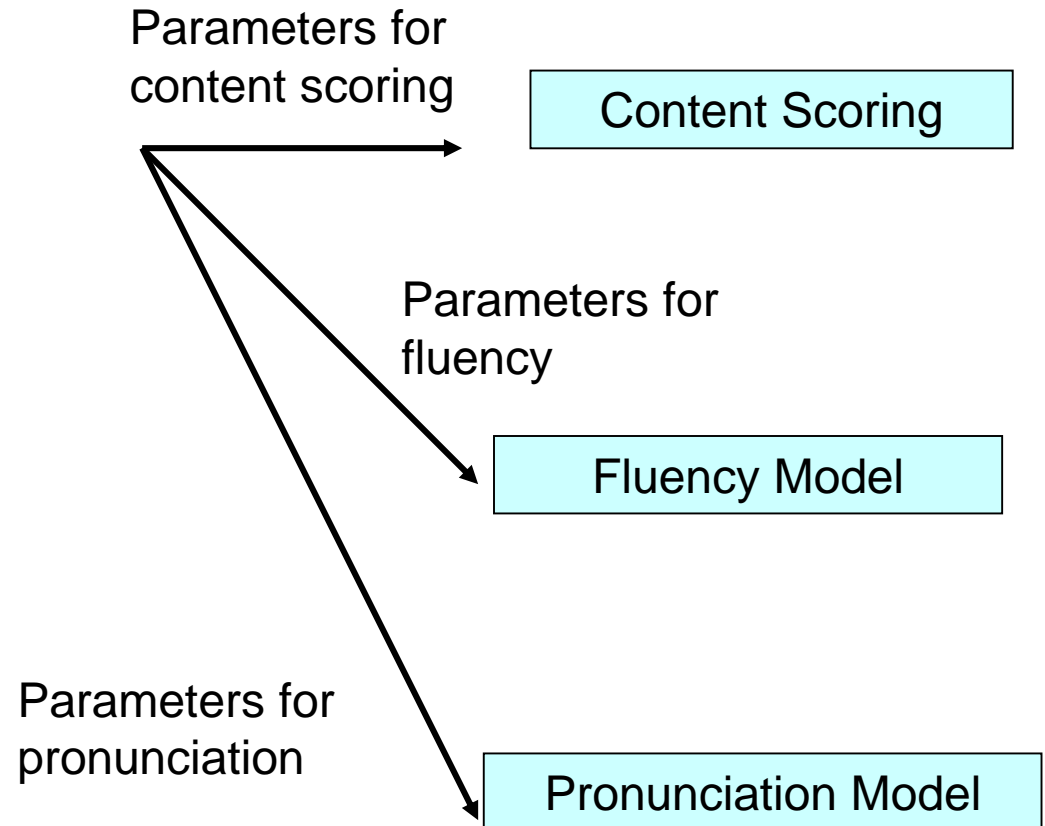 Parameters for
content scoring
Content Scoring
Parameters for
fluency
Fluency Model
Parameters for
pronunciation
Pronunciation Model